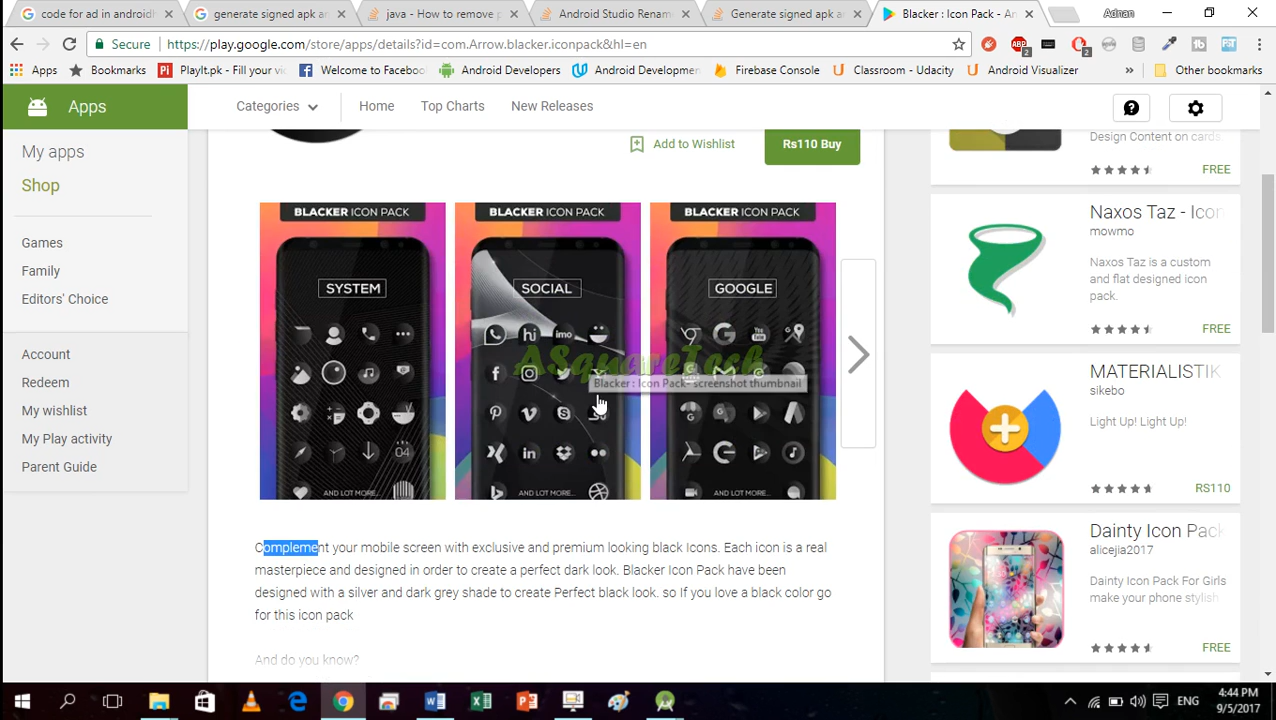 code for ad in androidh
generate signed apk an
java - How to remove p
Android Studio Rename
Generate signed apk an
Blacker : Icon Pack - An
Adnan
Secure
https://play.google.com/store/apps/details?id=com.Arrow.blacker.iconpack&hl=en
Apps
Bookmarks
PlayIt.pk - Fill your vi
Welcome to Faceboo
Android Developers
Android Developmen
Firebase Console
Classroom - Udacity
Android Visualizer
»
Other bookmarks
Apps
Categories
Home
Top Charts
New Releases
My apps
Shop
Games
Family
Editors' Choice
Account
Redeem
My wishlist
My Play activity
Parent Guide
Add to Wishlist
Rs110 Buy
BLACKER ICON PACK
SYSTEM
04
AND LOT MORE...
BLACKER ICON PACK
SOCIAL
hi
imo
AND LOT MORE...
BLACKER ICON PACK
GOOGLE
AND LOT MORE...
ASquareTech
Blacker : Icon Pack- screenshot thumbnail
Complement your mobile screen with exclusive and premium looking black Icons. Each icon is a real
masterpiece and designed in order to create a perfect dark look. Blacker Icon Pack have been
designed with a silver and dark grey shade to create Perfect black look. so If you love a black color go
for this icon pack
And do you know?
Design Content on cards.
FREE
Naxos Taz - Icon
mowmo
Naxos Taz is a custom
and flat designed icon
pack.
FREE
MATERIALISTIK
sikebo
Light Up! Light Up!
RS110
Dainty Icon Pack
alicejia2017
Dainty Icon Pack For Girls
make your phone stylish
FREE
ENG
4:44 PM
9/5/2017